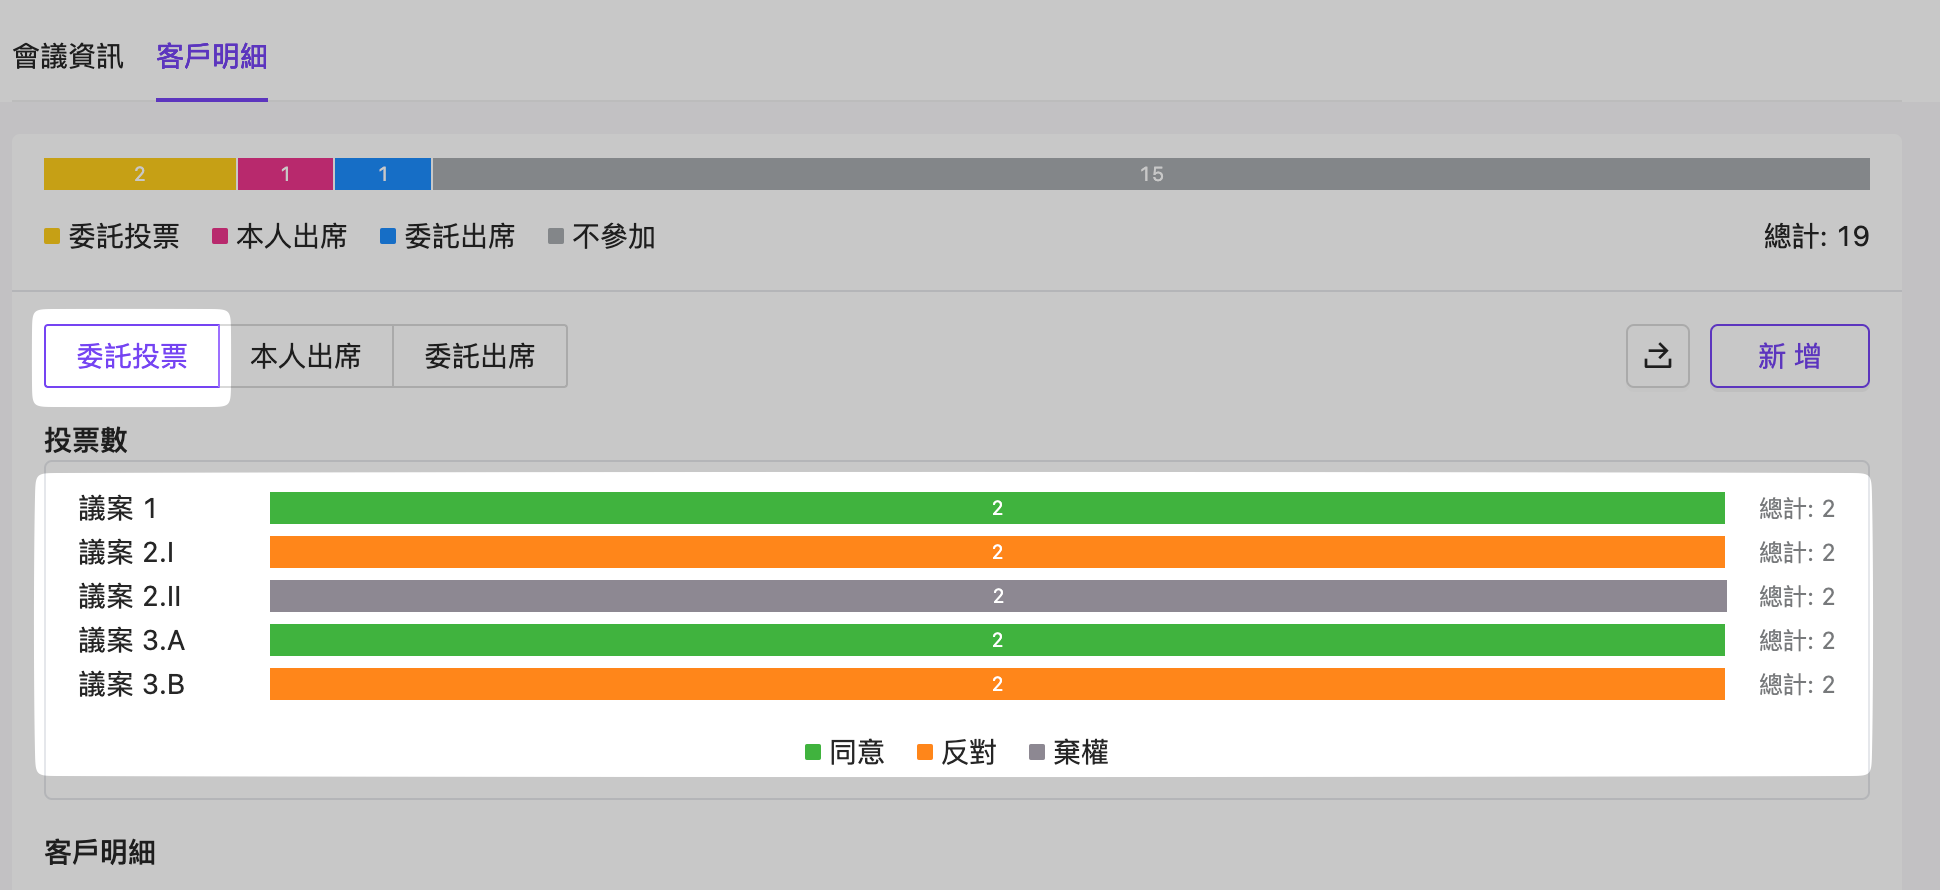 會議資訊 客戶明細
2 1 1 15
委託投票 本人出席 委託出席 不參加 總計: 19
委託投票 本人出席 委託出席 新 增
投票數
議案 1 2 總計: 2
議案 2.I 2 總計: 2
議案 2.II 2 總計: 2
議案 3.A 2 總計: 2
議案 3.B 2 總計: 2
同意 反對 棄權
客戶明細